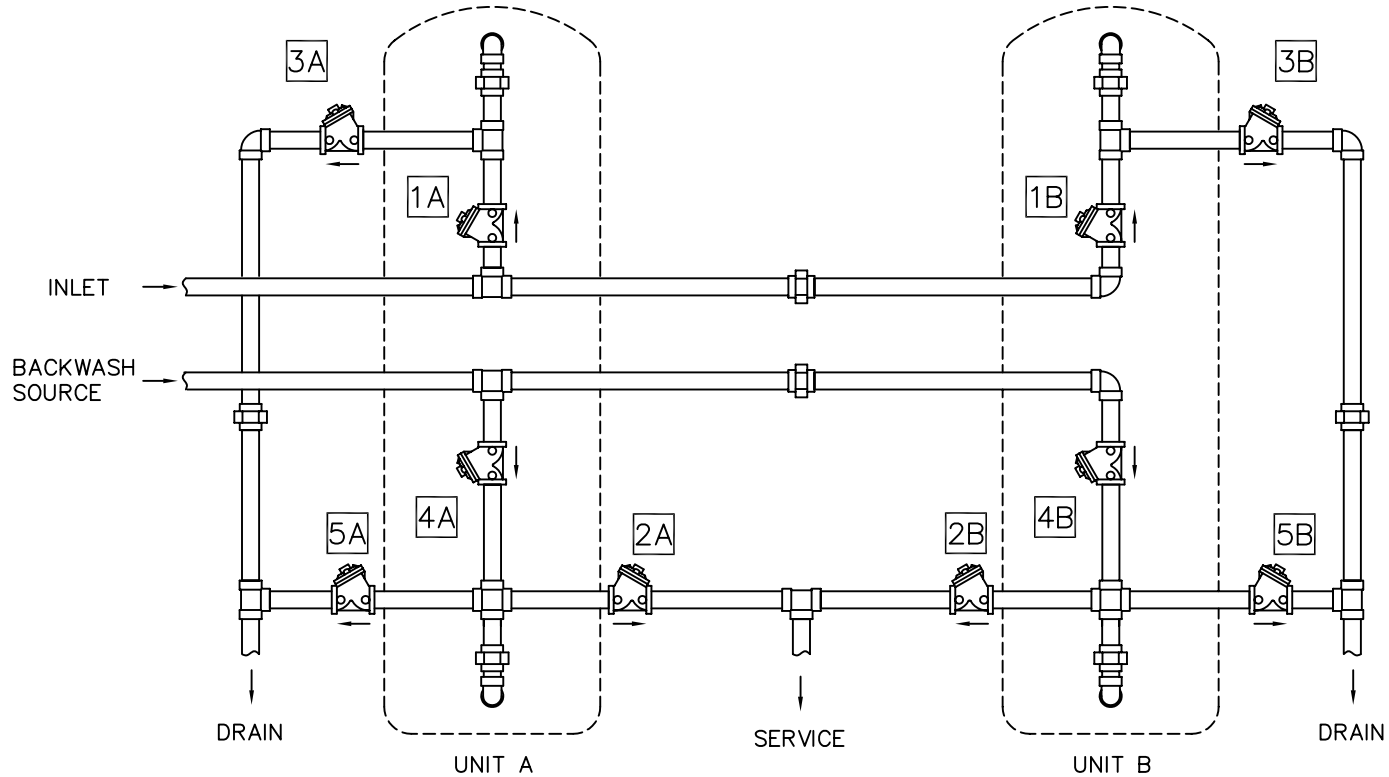 3A
3B
1A
1B
INLET
BACKWASH
SOURCE
4A
4B
5A
2A
2B
5B
DRAIN
SERVICE
DRAIN
UNIT A
UNIT B